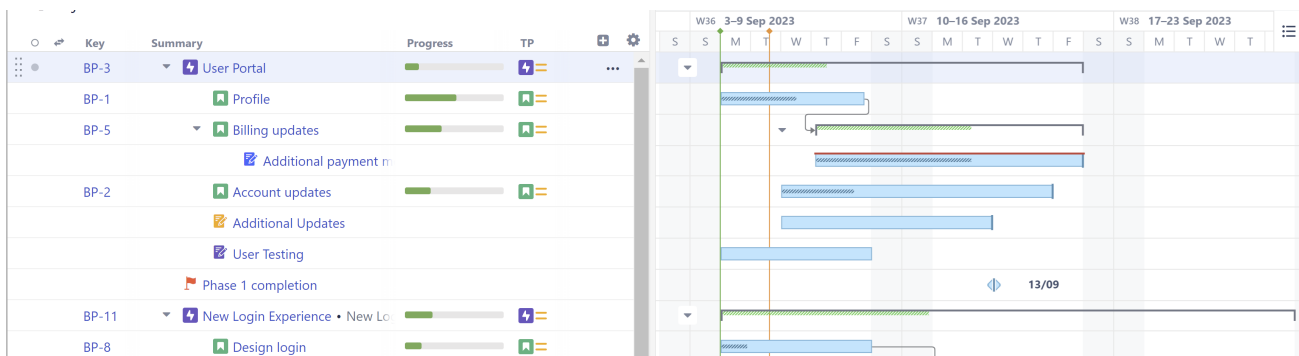 W36 3–9 Sep 2023 W37 10–16 Sep 2023 W38 17–23 Sep 2023
Key Summary Progress TP
S S M T W T F S S M T W T F S S M T W T
BP-3 User Portal
BP-1 Profile
BP-5 Billing updates
Additional payment m
BP-2 Account updates
Additional Updates
User Testing
Phase 1 completion 13/09
BP-11 New Login Experience • New Lo
BP-8 Design login